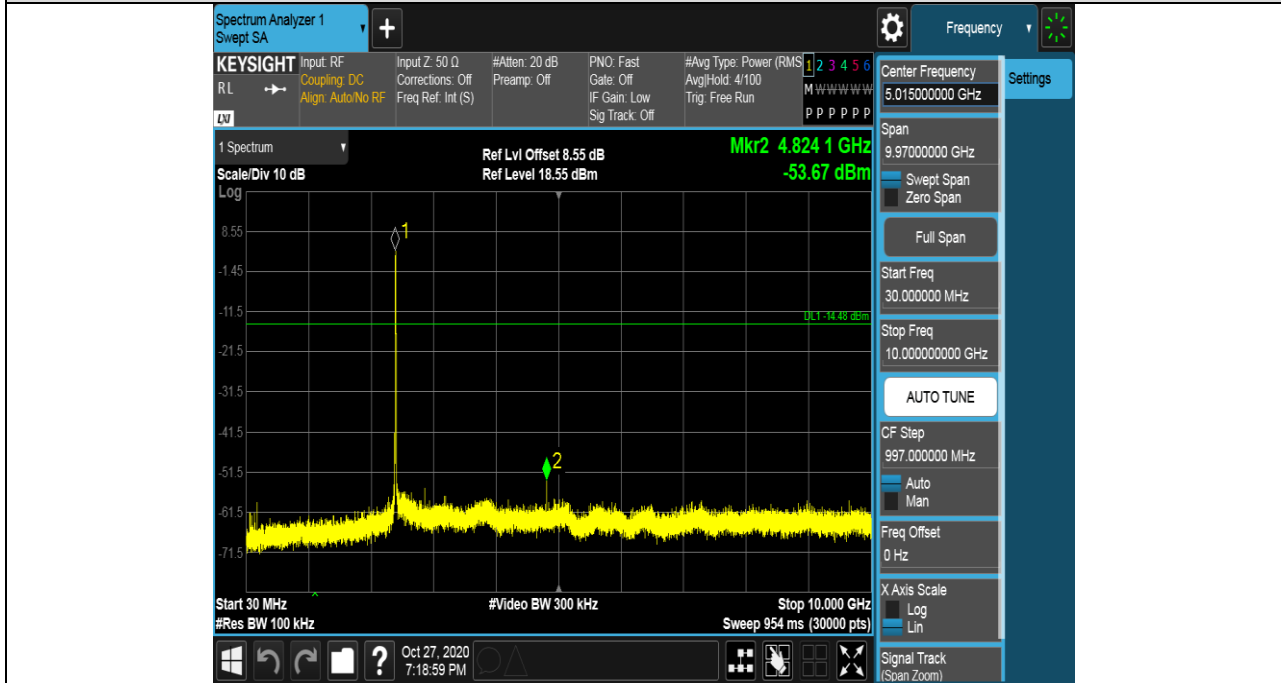 Spectrum Analyzer 1
Swept SA
+
Frequency
KEYSIGHT
RL
LXI
Input: RF
Coupling: DC
Align: Auto/No RF
Input Z: 50 Ω
Corrections: Off
Freq Ref: Int (S)
#Atten: 20 dB
Preamp: Off
PNO: Fast
Gate: Off
IF Gain: Low
Sig Track: Off
#Avg Type: Power (RMS
Avg|Hold: 4/100
Trig: Free Run
1 2 3 4 5 6
M W W W W W
P P P P P P
1 Spectrum
Scale/Div 10 dB
Log
Ref Lvl Offset 8.55 dB
Ref Level 18.55 dBm
Mkr2 4.824 1 GHz
-53.67 dBm
8.55
-1.45
-11.5
-21.5
-31.5
-41.5
-51.5
-61.5
-71.5
1
DL1 -14.48 dBm
2
Start 30 MHz
#Res BW 100 kHz
#Video BW 300 kHz
Stop 10.000 GHz
Sweep 954 ms (30000 pts)
?
Oct 27, 2020
7:18:59 PM
Center Frequency
5.015000000 GHz
Span
9.97000000 GHz
Swept Span
Zero Span
Full Span
Start Freq
30.000000 MHz
Stop Freq
10.000000000 GHz
AUTO TUNE
CF Step
997.000000 MHz
Auto
Man
Freq Offset
0 Hz
X Axis Scale
Log
Lin
Signal Track
(Span Zoom)
Settings